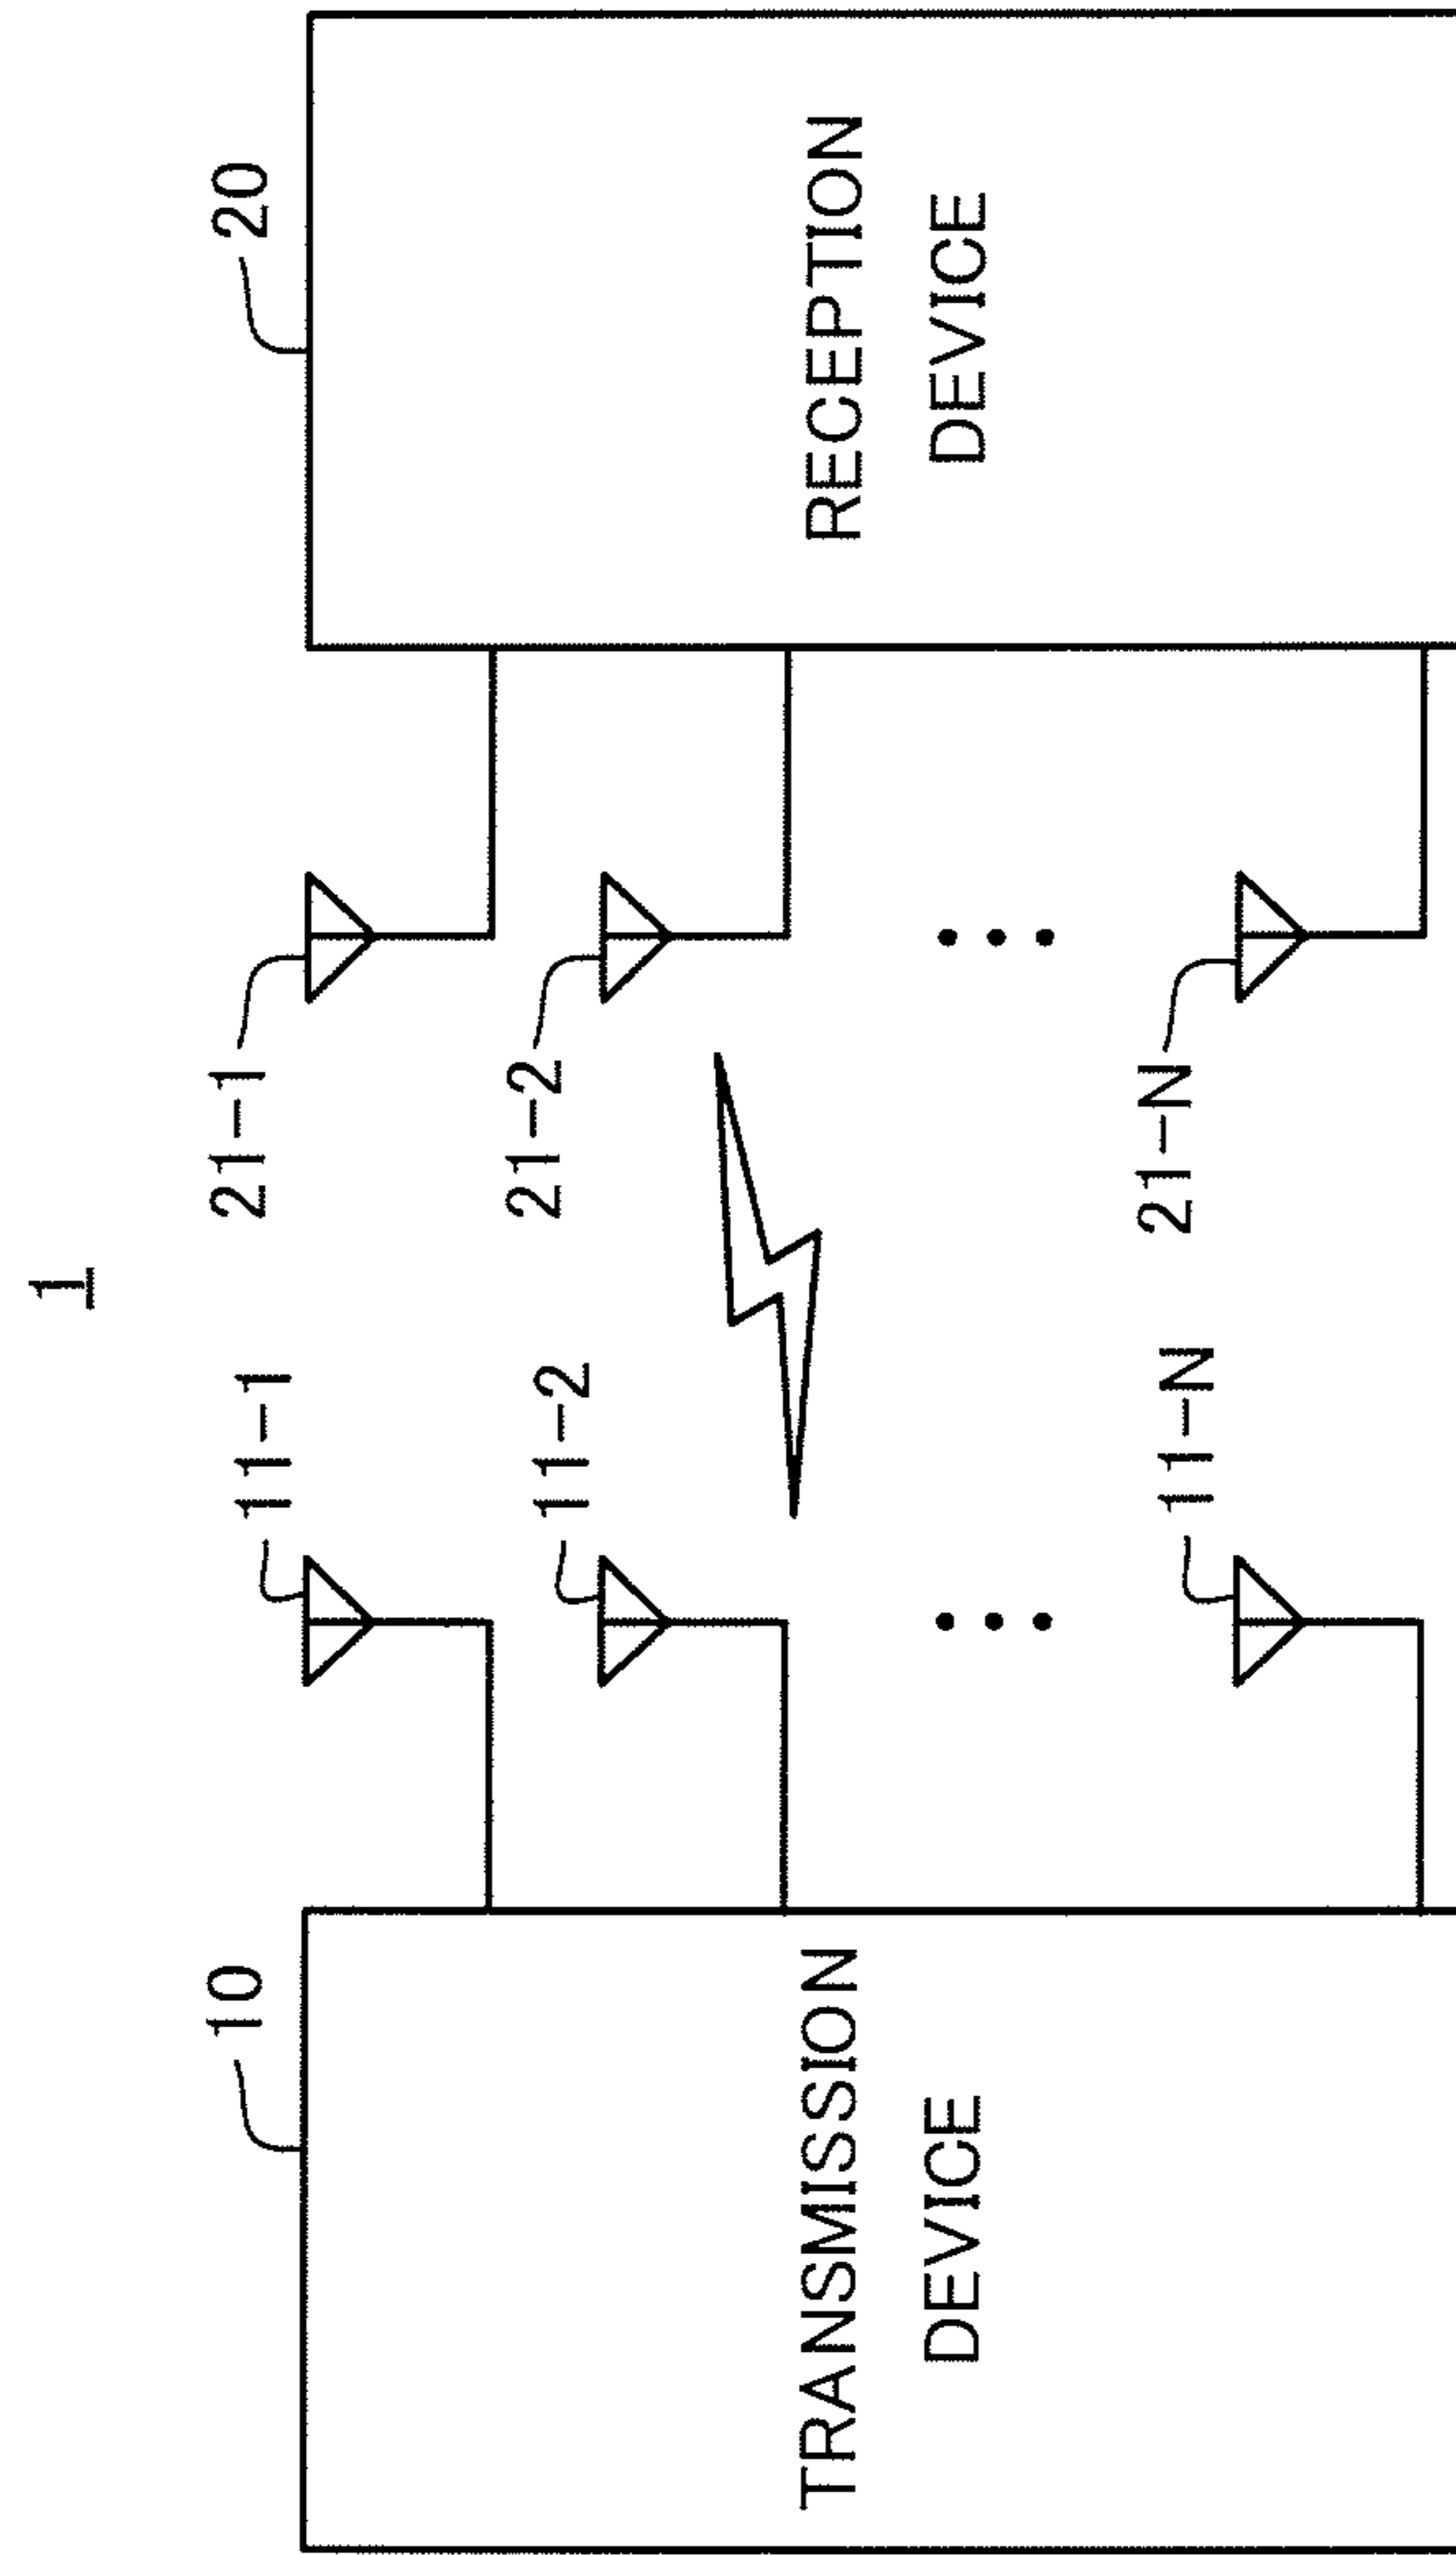 1
10
11-1
21-1
20
11-2
21-2
TRANSMISSION
DEVICE
RECEPTION
DEVICE
11-N
21-N